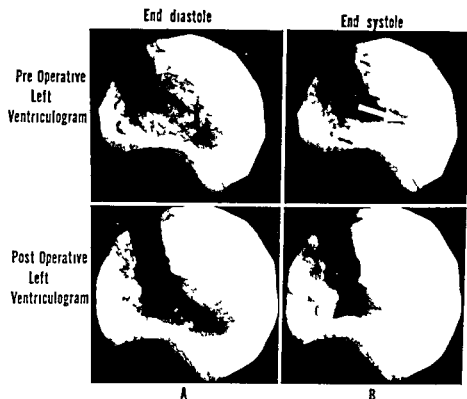 End diastole
End systole
Pre Operative
Left
Ventriculogram
Post Operative
Left
Ventriculogram
A
B